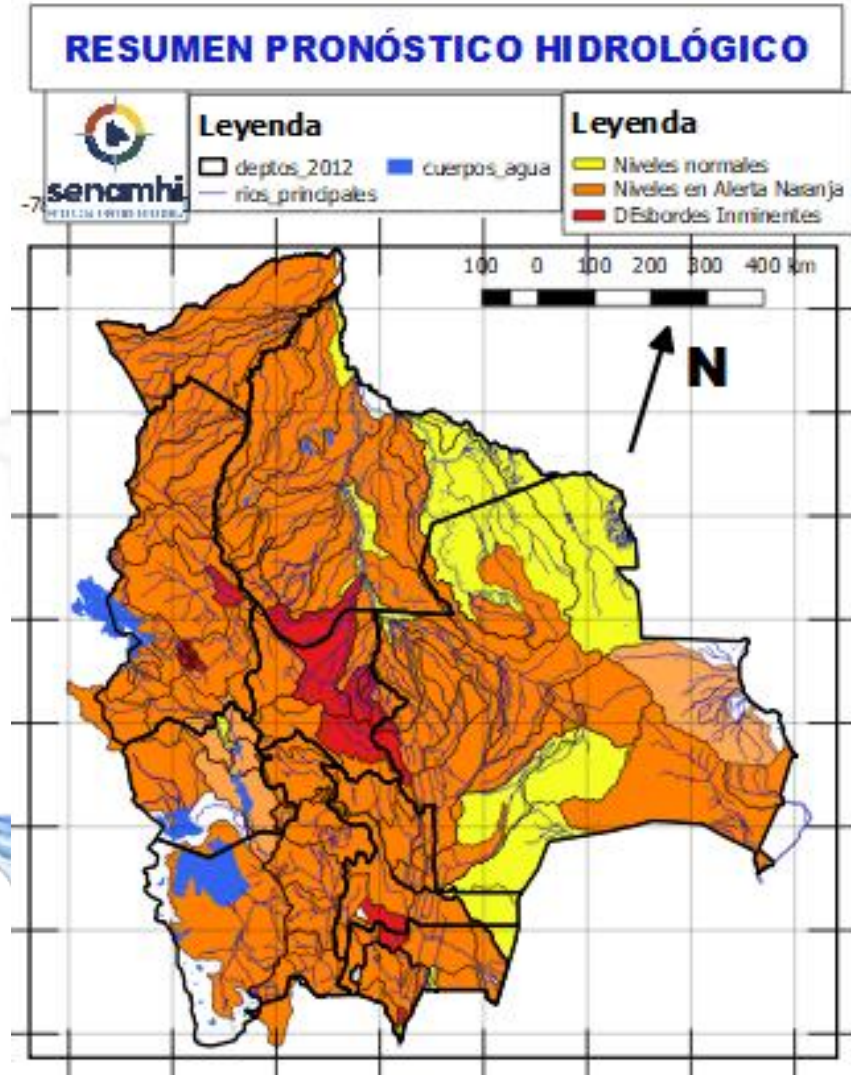 RESUMEN PRONÓSTICO HIDROLÓGICO
senamhi
Leyenda
deptos_2012
cuerpos_agua
rios_principales
Leyenda
Niveles normales
Niveles en Alerta Naranja
DEsbordes Inminentes
100 0 100 200 300 400 km
N